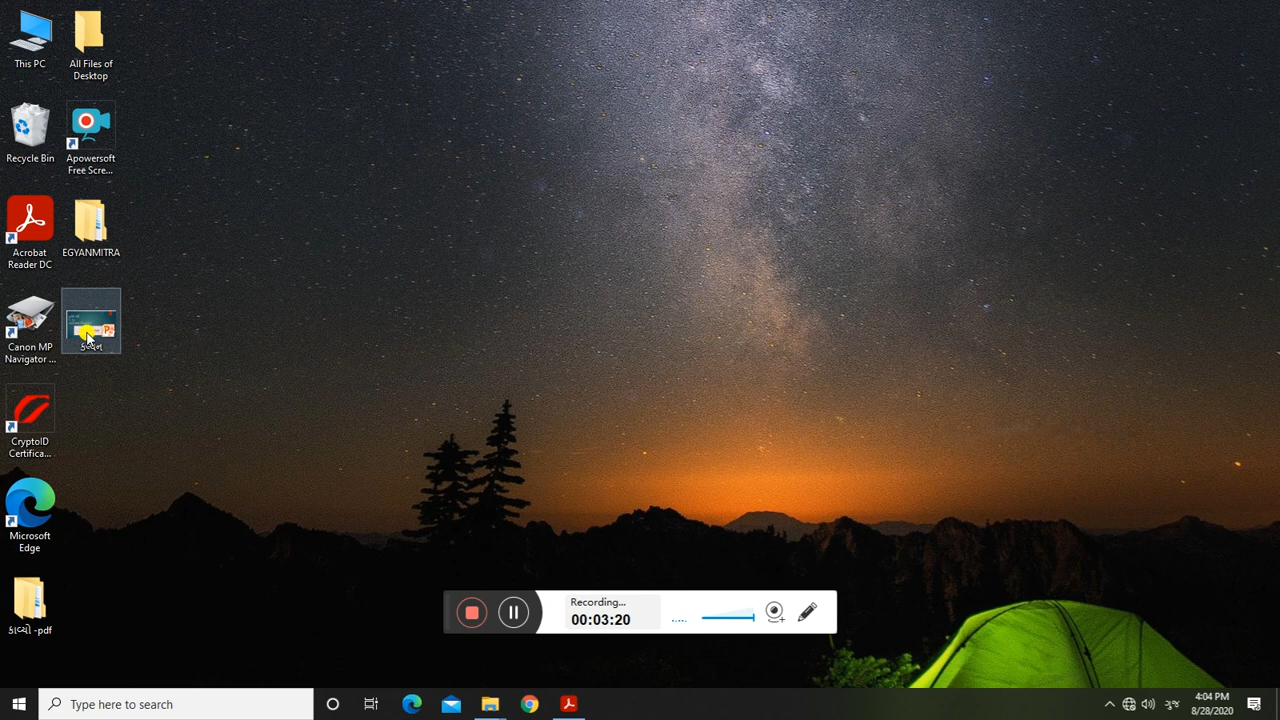 This PC
All Files of
Desktop
Recycle Bin
Apowersoft
Free Scre...
Acrobat
Reader DC
EGYANMITRA
Canon MP
Navigator ...
CryptoID
Certifica...
Microsoft
Edge
કાવ્યો -pdf
Recording...
00:03:20
Type here to search
4:04 PM
8/28/2020